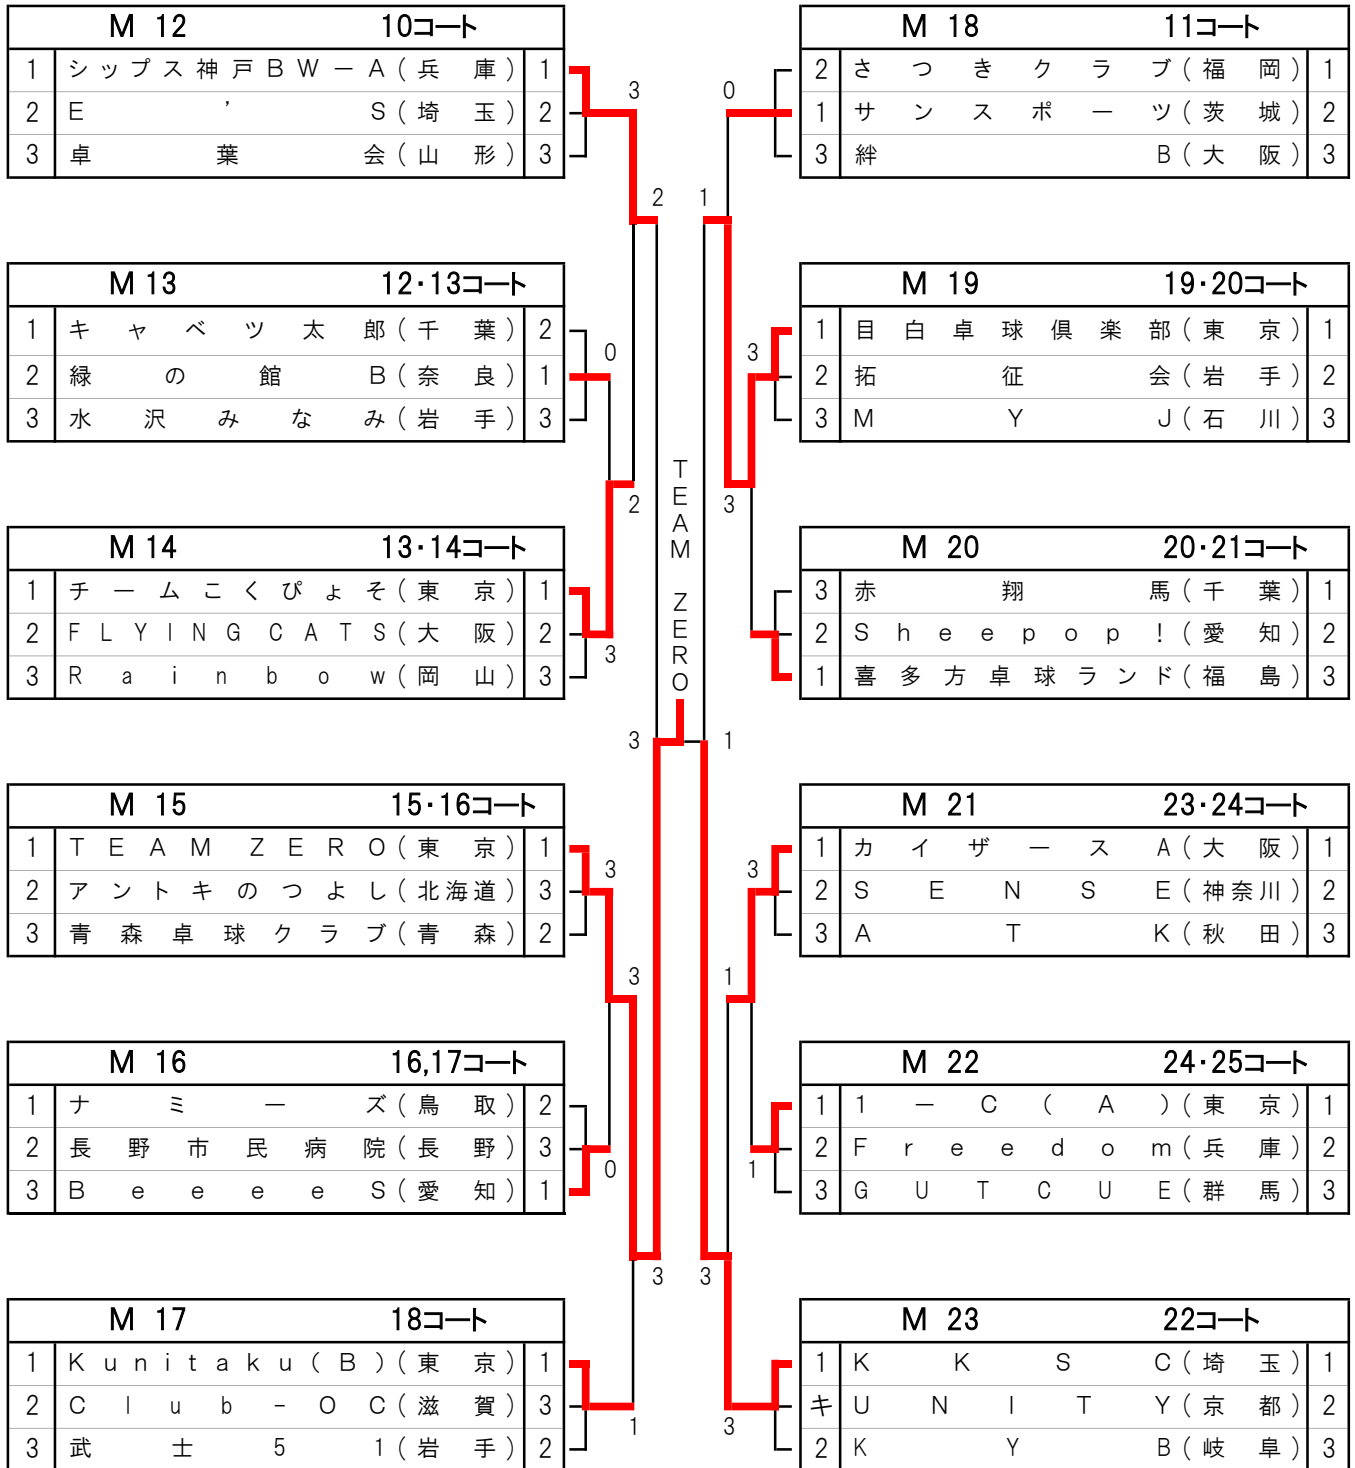 M 12 10コート
1 シップス神戸BW－A(兵庫) 1
2 E’S(埼玉) 2
3 卓葉会(山形) 3
M 13 12･13コート
1 キャベツ太郎(千葉) 2
2 緑の館B(奈良) 1
3 水沢みなみ(岩手) 3
M 14 13･14コート
1 チームこくぴょそ(東京) 1
2 FLYINGCATS(大阪) 2
3 Rainbow(岡山) 3
M 15 15･16コート
1 TEAM ZERO(東京) 1
2 アントキのつよし(北海道) 3
3 青森卓球クラブ(青森) 2
M 16 16,17コート
1 ナミーズ(鳥取) 2
2 長野市民病院(長野) 3
3 BeeeeS(愛知) 1
M 17 18コート
1 Kunitaku(B)(東京) 1
2 Club-OC(滋賀) 3
3 武士51(岩手) 2
3
2
0
2
3
3
3
3
0
3
1
TEAM ZERO
0
1
3
3
1
3
1
1
3
3
M 18 11コート
2 さつきクラブ(福岡) 1
1 サンスポーツ(茨城) 2
3 絆B(大阪) 3
M 19 19･20コート
1 目白卓球倶楽部(東京) 1
2 拓征会(岩手) 2
3 MYJ(石川) 3
M 20 20･21コート
3 赤翔馬(千葉) 1
2 Sheepop!(愛知) 2
1 喜多方卓球ランド(福島) 3
M 21 23･24コート
1 カイザースA(大阪) 1
2 SENSE(神奈川) 2
3 ATK(秋田) 3
M 22 24･25コート
1 1－C(A)(東京) 1
2 Freedom(兵庫) 2
3 GUTCUE(群馬) 3
M 23 22コート
1 KKSC(埼玉) 1
キ UNITY(京都) 2
2 KYB(岐阜) 3